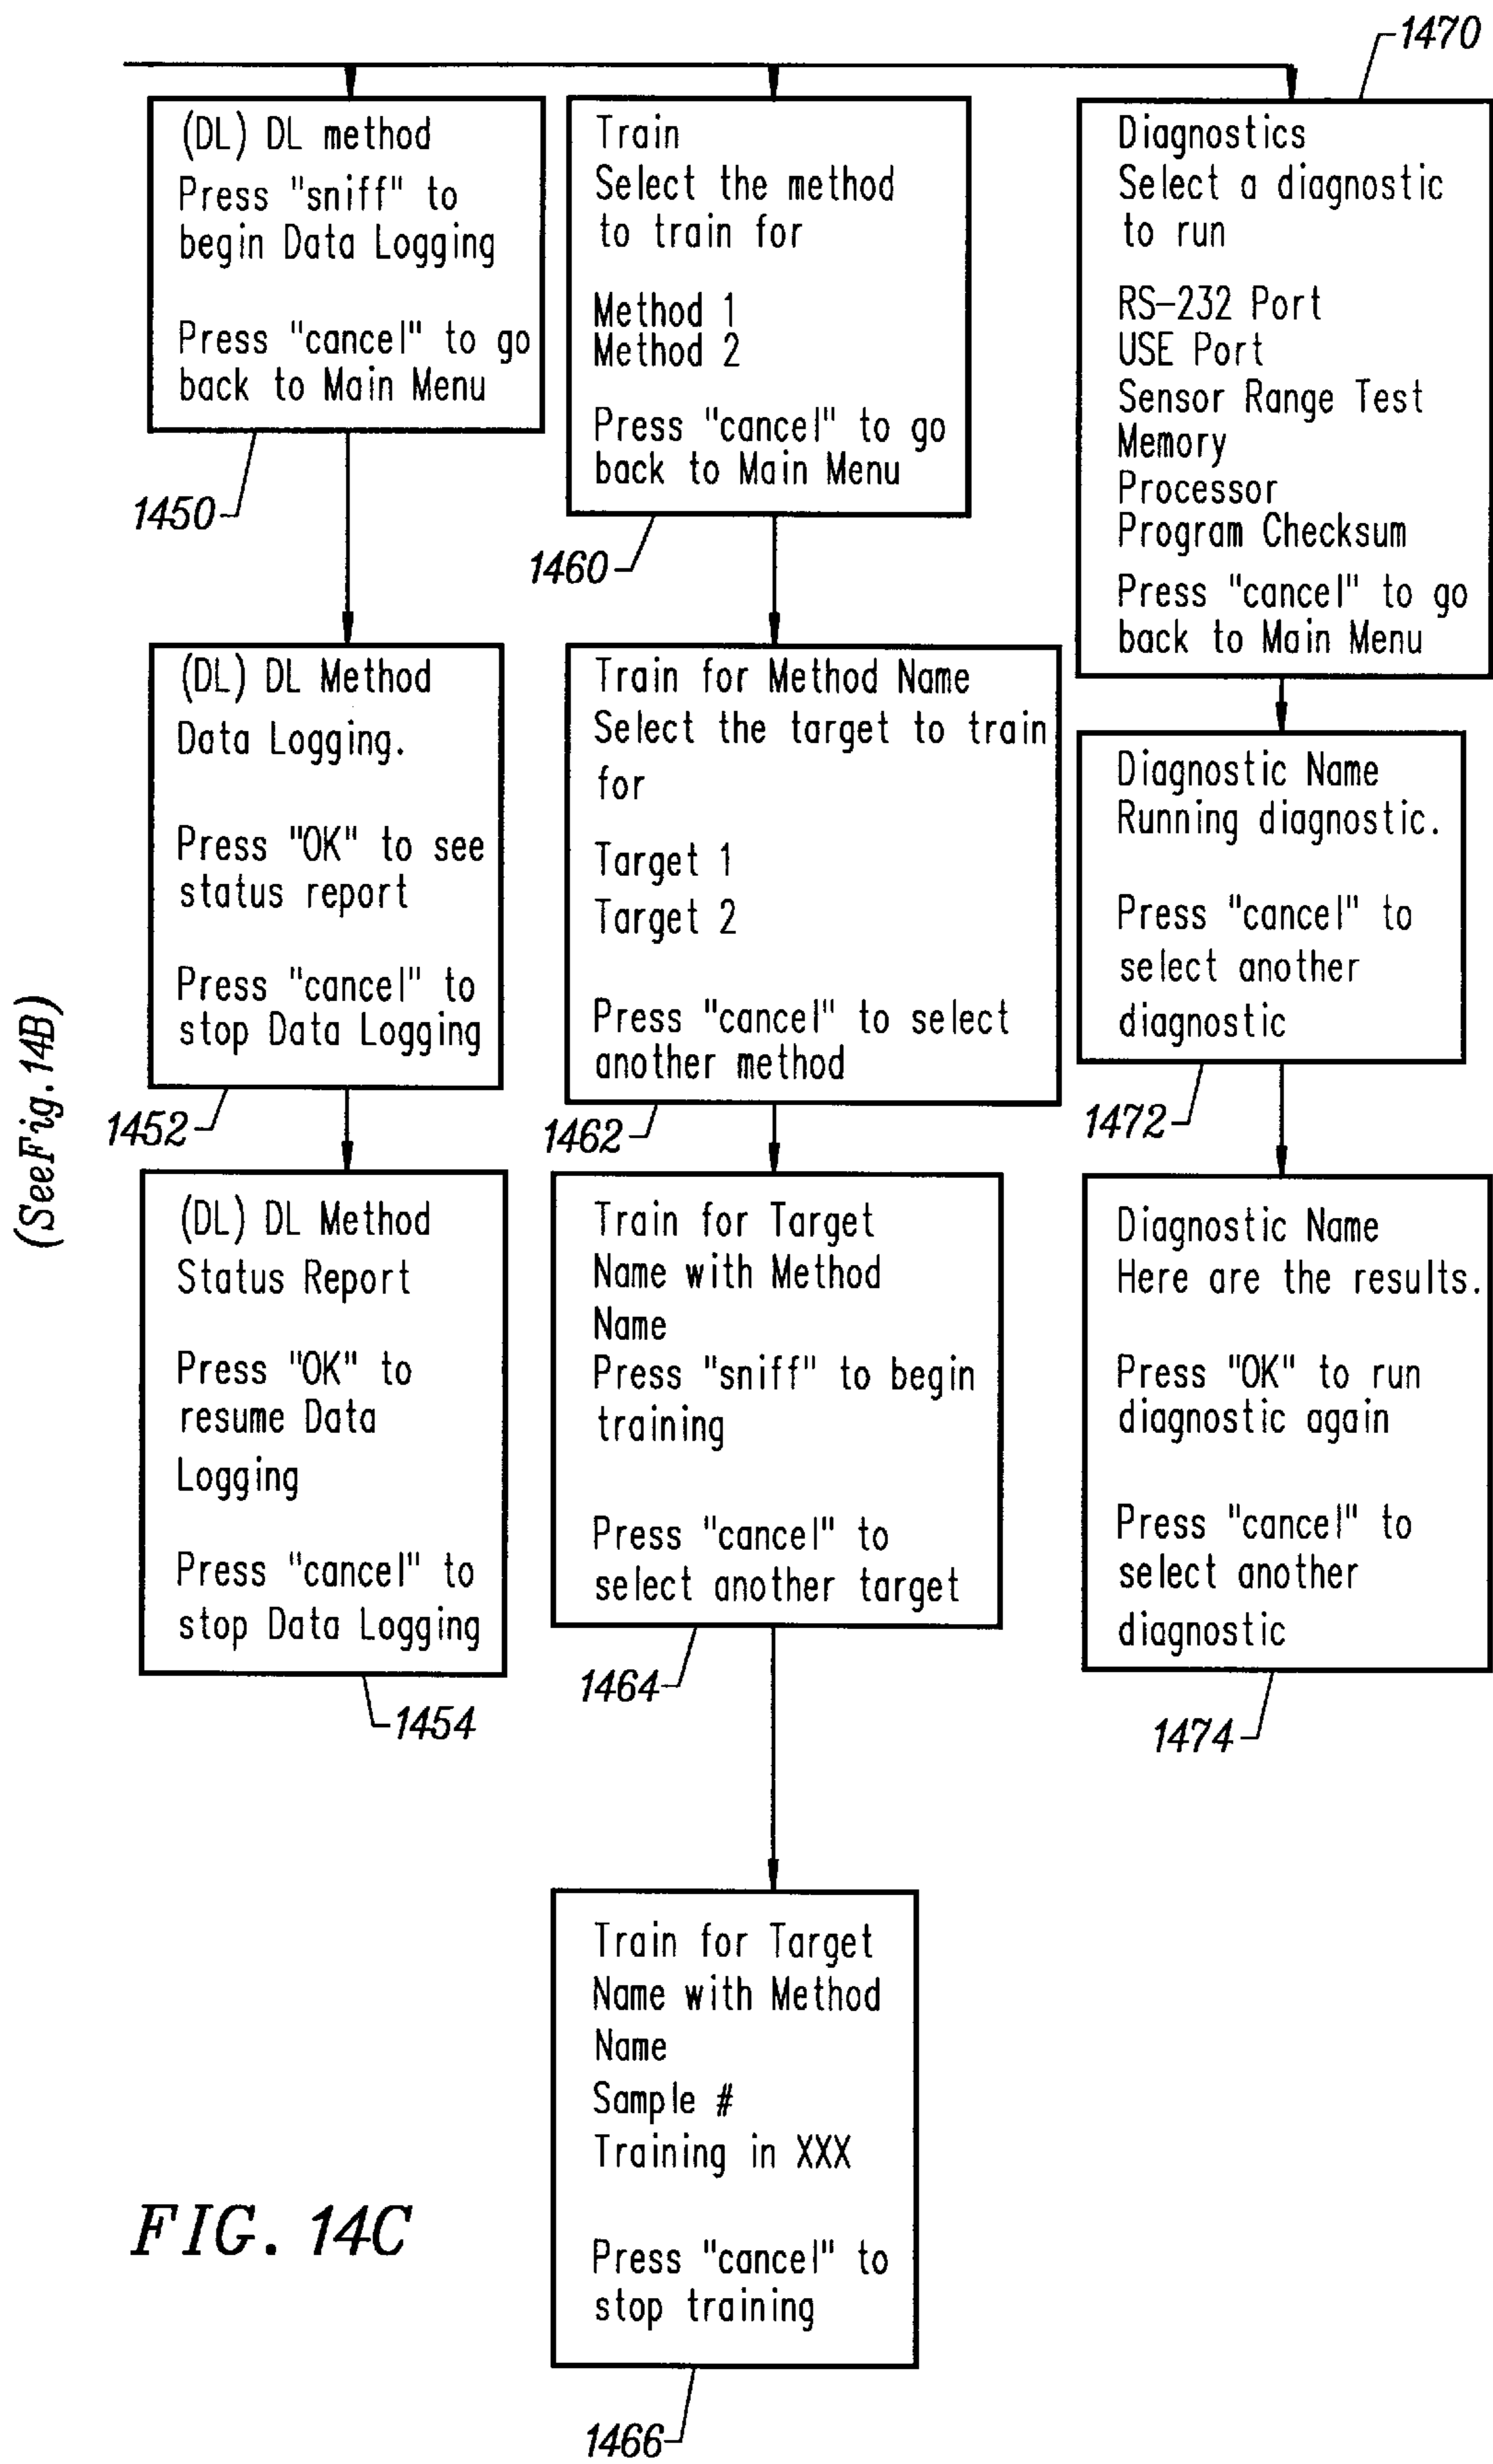 1470
(DL) DL method
Press "sniff" to
begin Data Logging
Press "cancel" to go
back to Main Menu
1450
Train
Select the method
to train for
Method 1
Method 2
Press "cancel" to go
back to Main Menu
1460
Diagnostics
Select a diagnostic
to run
RS-232 Port
USE Port
Sensor Range Test
Memory
Processor
Program Checksum
Press "cancel" to go
back to Main Menu
(DL) DL Method
Data Logging.
Press "OK" to see
status report
Press "cancel" to
stop Data Logging
1452
Train for Method Name
Select the target to train
for
Target 1
Target 2
Press "cancel" to select
another method
1462
Diagnostic Name
Running diagnostic.
Press "cancel" to
select another
diagnostic
1472
(See Fig. 14B)
(DL) DL Method
Status Report
Press "OK" to
resume Data
Logging
Press "cancel" to
stop Data Logging
1454
Train for Target
Name with Method
Name
Press "sniff" to begin
training
Press "cancel" to
select another target
1464
Diagnostic Name
Here are the results.
Press "OK" to run
diagnostic again
Press "cancel" to
select another
diagnostic
1474
Train for Target
Name with Method
Name
Sample #
Training in XXX
Press "cancel" to
stop training
1466
FIG. 14C